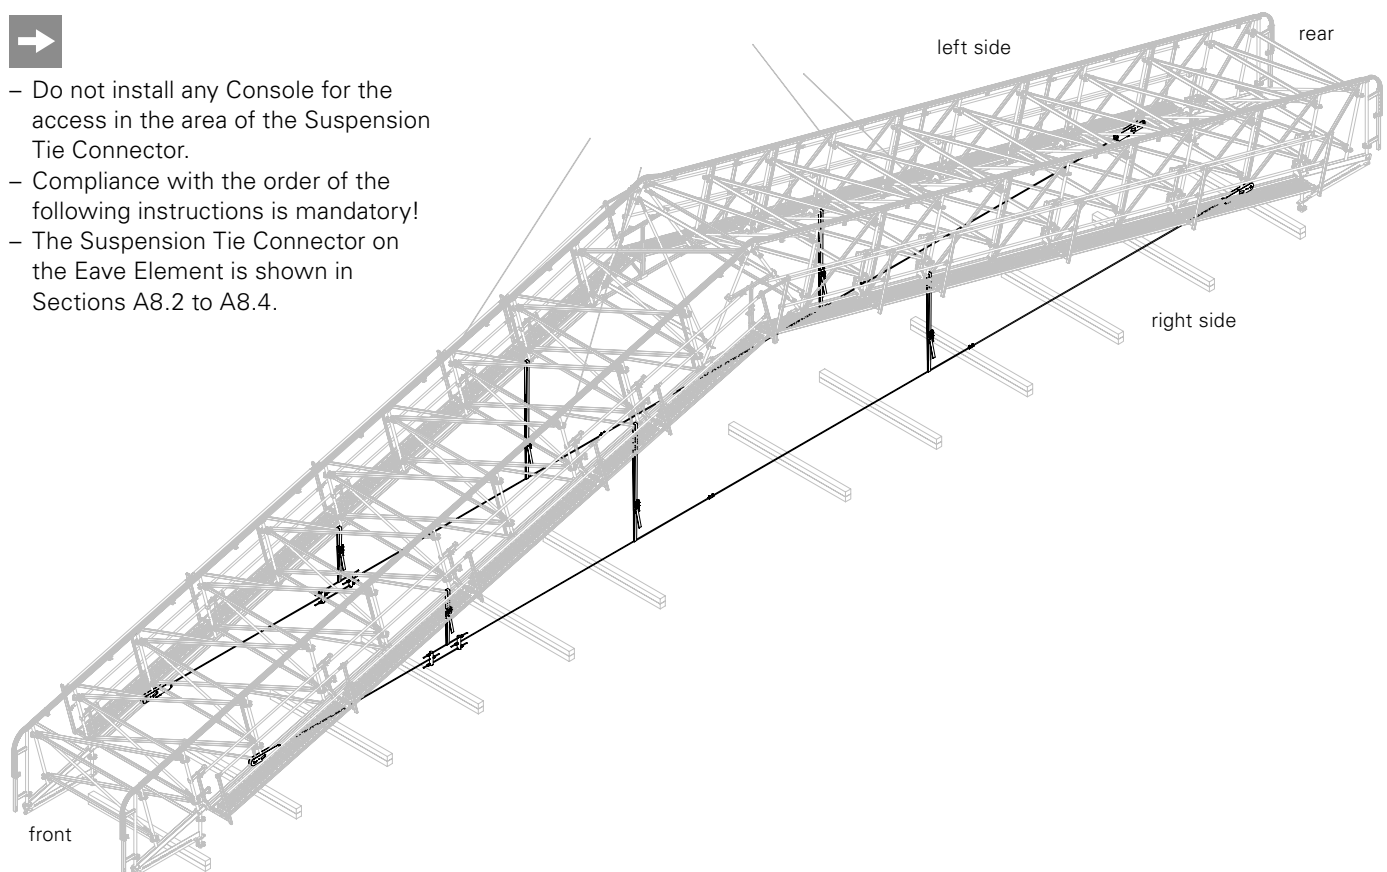 – Do not install any Console for the
access in the area of the Suspension
Tie Connector.
– Compliance with the order of the
following instructions is mandatory!
– The Suspension Tie Connector on
the Eave Element is shown in
Sections A8.2 to A8.4.
left side
rear
right side
front